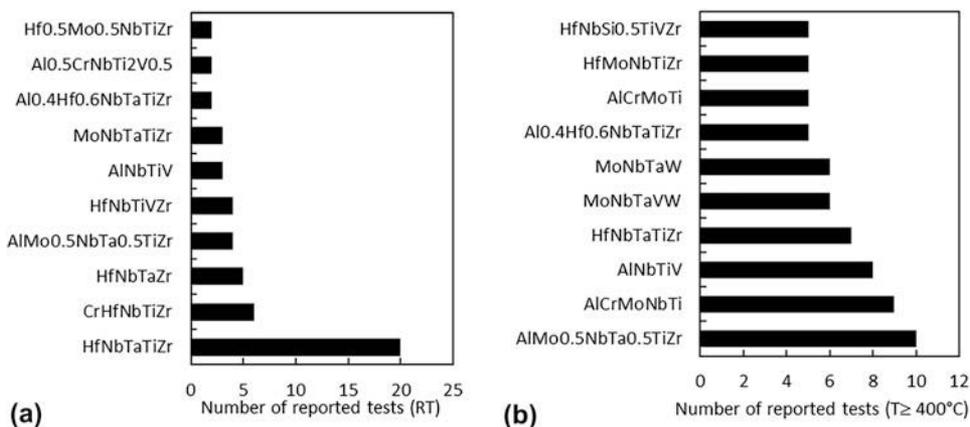 Hf0.5Mo0.5NbTiZr
Al0.5CrNbTi2V0.5
Al0.4Hf0.6NbTaTiZr
MoNbTaTiZr
AlNbTiV
HfNbTiVZr
AlMo0.5NbTa0.5TiZr
HfNbTaZr
CrHfNbTiZr
HfNbTaTiZr
0 5 10 15 20 25
Number of reported tests (RT)
(a)
HfNbSi0.5TiVZr
HfMoNbTiZr
AlCrMoTi
Al0.4Hf0.6NbTaTiZr
MoNbTaW
MoNbTaVW
HfNbTaTiZr
AlNbTiV
AlCrMoNbTi
AlMo0.5NbTa0.5TiZr
0 2 4 6 8 10 12
Number of reported tests (T≥ 400°C)
(b)